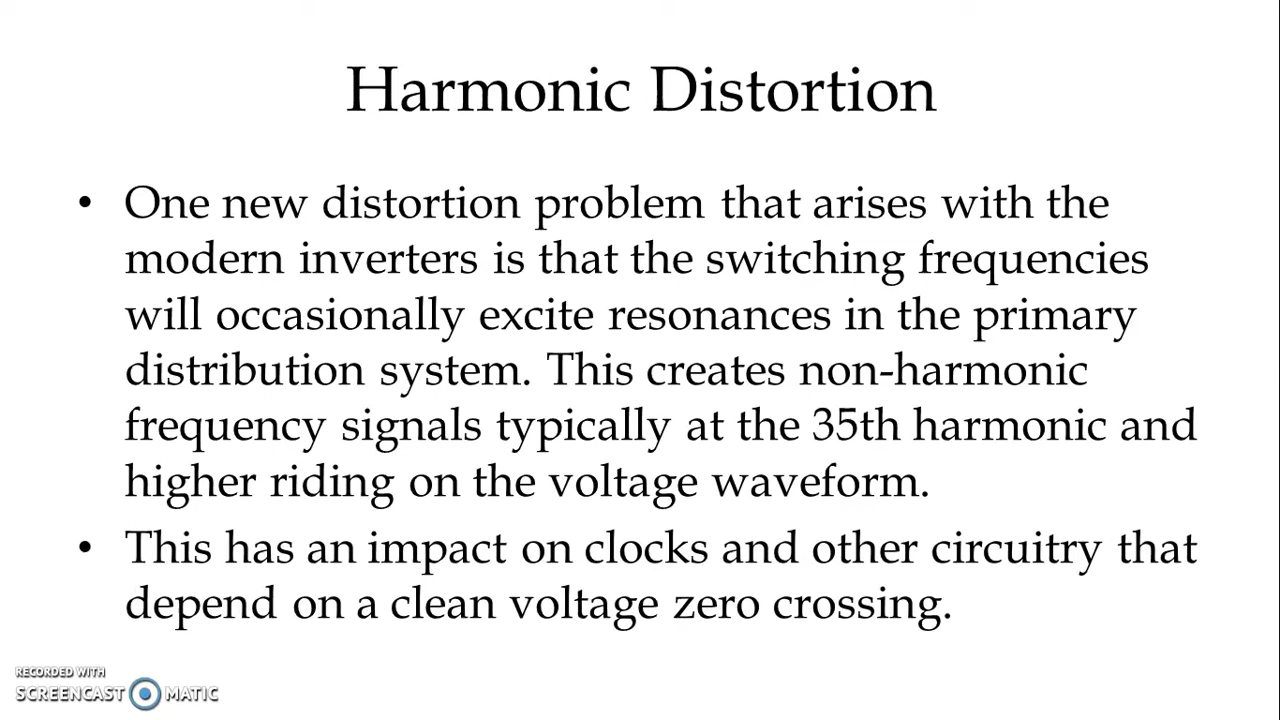 Harmonic Distortion
• One new distortion problem that arises with the
modern inverters is that the switching frequencies
will occasionally excite resonances in the primary
distribution system. This creates non-harmonic
frequency signals typically at the 35th harmonic and
higher riding on the voltage waveform.
• This has an impact on clocks and other circuitry that
depend on a clean voltage zero crossing.
RECORDED WITH
SCREENCAST MATIC